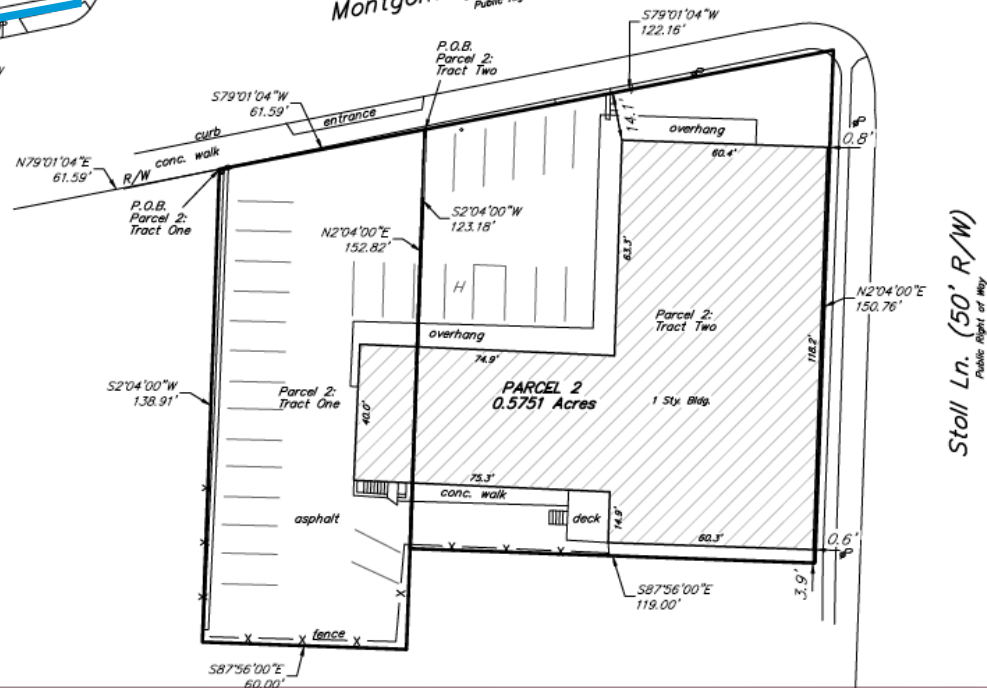 Montgom
Public Rig
S79°01'04"W
122.16'
P.O.B.
Parcel 2:
Tract Two
S79°01'04"W
61.59'
entrance
curb
conc. walk
R/W
N79°01'04"E
61.59'
P.O.B.
Parcel 2:
Tract One
14.1'
overhang
60.4'
P
0.8'
S2°04'00"W
123.18'
N2°04'00"E
152.82'
63.3'
H
overhang
74.9'
Parcel 2:
Tract Two
N2°04'00"E
150.76'
118.2'
Stoll Ln. (50' R/W)
Public Right of Way
S2°04'00"W
138.91'
Parcel 2:
Tract One
PARCEL 2
0.5751 Acres
1 Sty. Bldg.
40.0'
75.3'
conc. walk
deck
14.9'
asphalt
60.3'
0.6'
P
3.9'
S87°56'00"E
119.00'
fence
S87°56'00"E
60.00'